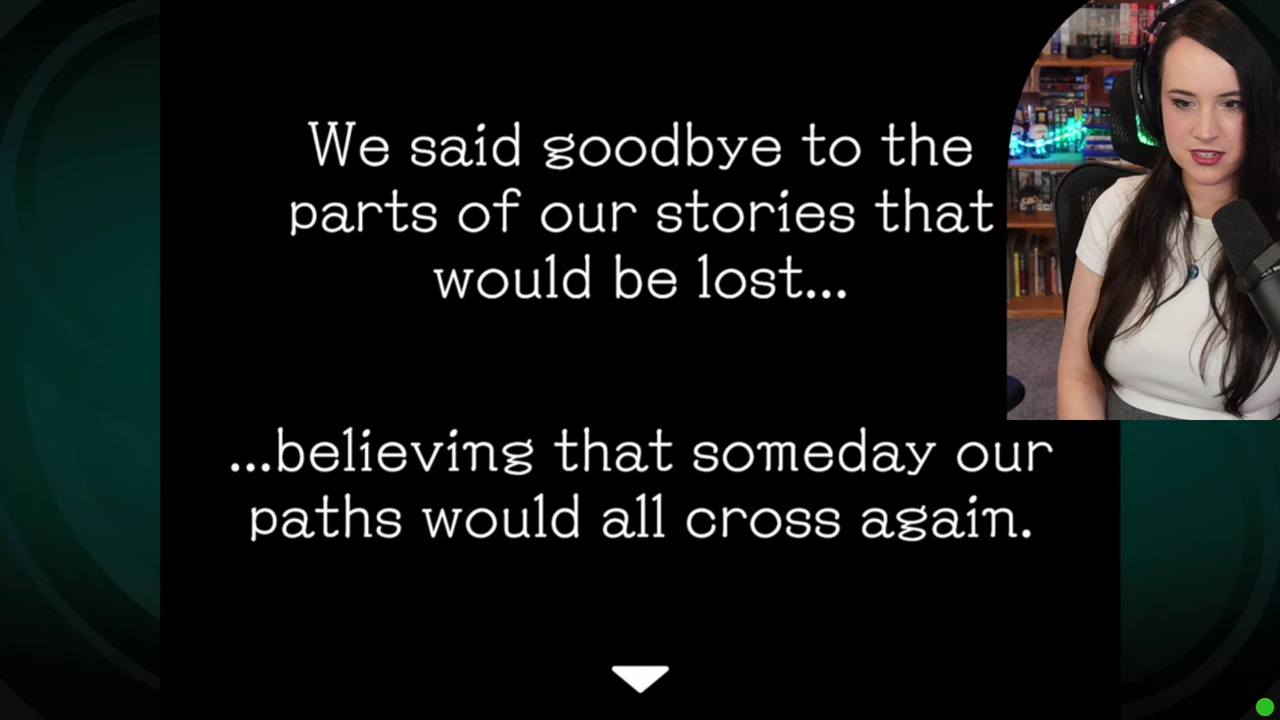 We said goodbye to the
parts of our stories that
would be lost...
...believing that someday our
paths would all cross again.